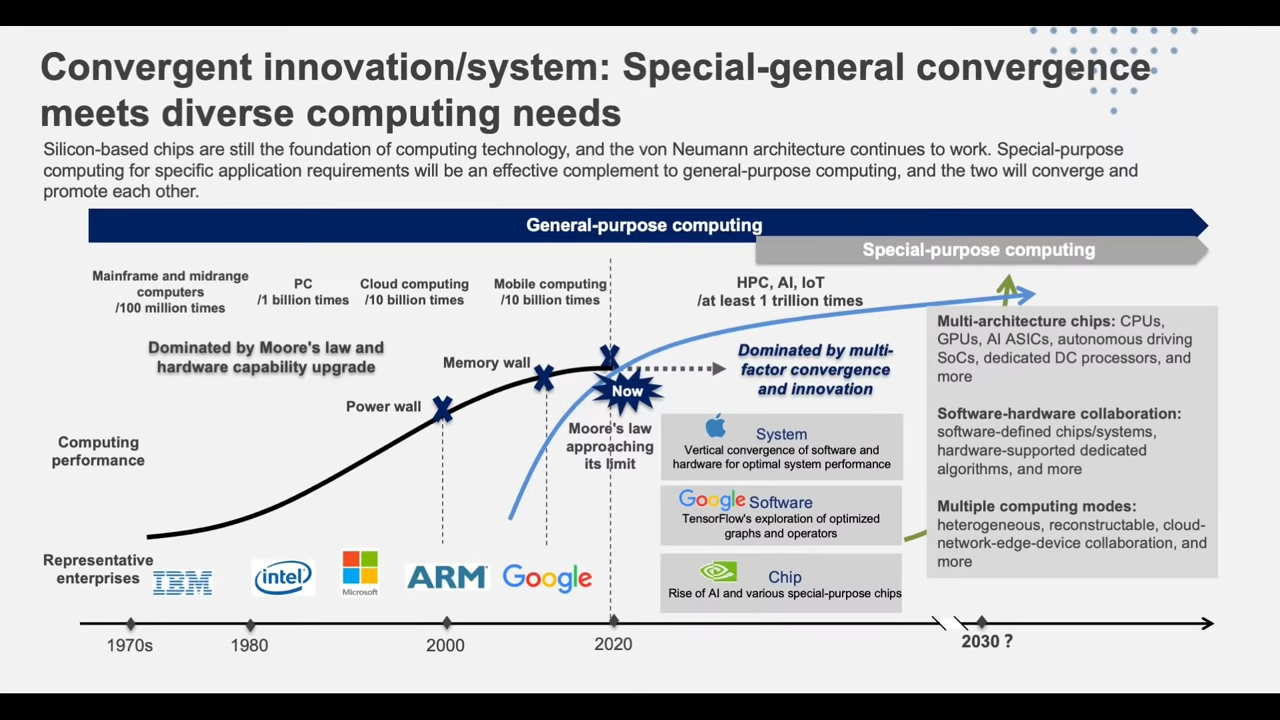 Convergent innovation/system: Special-general convergence
meets diverse computing needs
Silicon-based chips are still the foundation of computing technology, and the von Neumann architecture continues to work. Special-purpose
computing for specific application requirements will be an effective complement to general-purpose computing, and the two will converge and
promote each other.
General-purpose computing
Special-purpose computing
Mainframe and midrange
computers
/100 million times
PC
/1 billion times
Cloud computing
/10 billion times
Mobile computing
/10 billion times
HPC, AI, IoT
/at least 1 trillion times
Dominated by Moore's law and
hardware capability upgrade
Memory wall
Power wall
Now
Dominated by multi-
factor convergence
and innovation
Moore's law
approaching
its limit
Computing
performance
System
Vertical convergence of software and
hardware for optimal system performance
Google Software
TensorFlow's exploration of optimized
graphs and operators
Chip
Rise of AI and various special-purpose chips
Multi-architecture chips: CPUs,
GPUs, AI ASICs, autonomous driving
SoCs, dedicated DC processors, and
more
Software-hardware collaboration:
software-defined chips/systems,
hardware-supported dedicated
algorithms, and more
Multiple computing modes:
heterogeneous, reconstructable, cloud-
network-edge-device collaboration, and
more
Representative
enterprises
IBM
intel
Microsoft
ARM
Google
1970s
1980
2000
2020
2030 ?